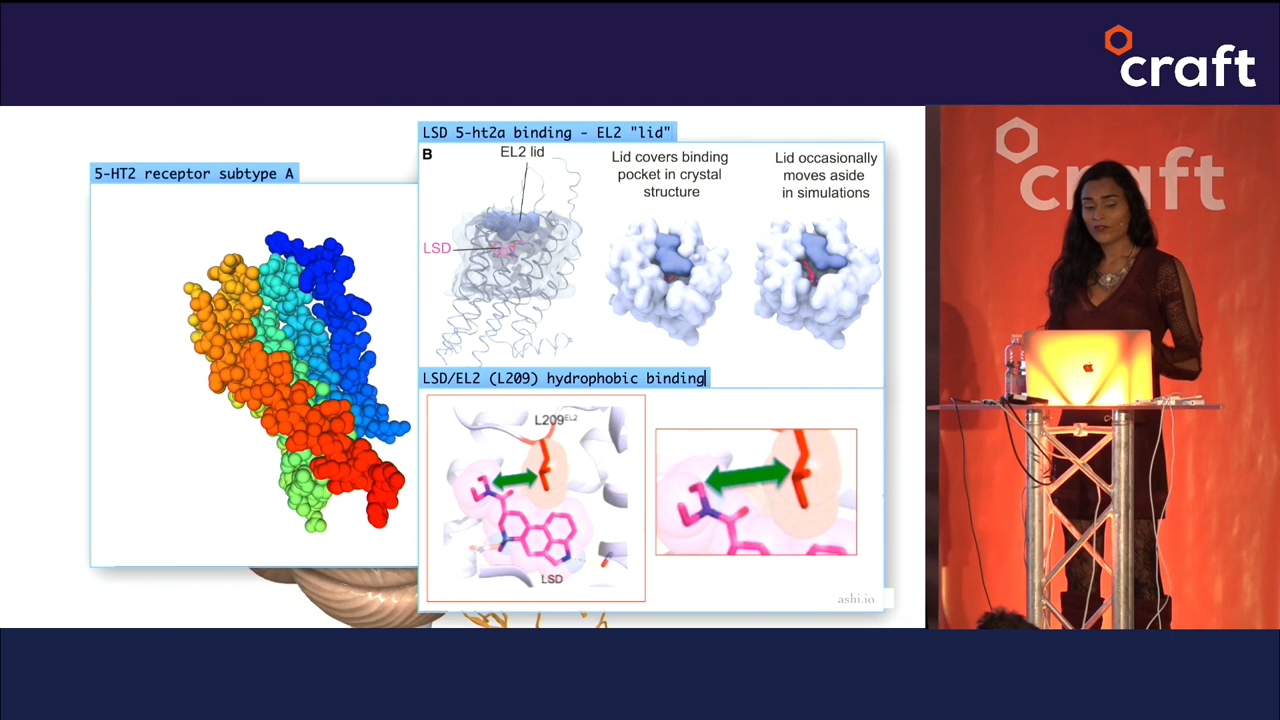 craft
craft
5-HT2 receptor subtype A
LSD 5-ht2a binding - EL2 "lid"
B
EL2 lid
LSD
Lid covers binding
pocket in crystal
structure
Lid occasionally
moves aside
in simulations
LSD/EL2 (L209) hydrophobic binding
L209EL2
LSD
ashi.io